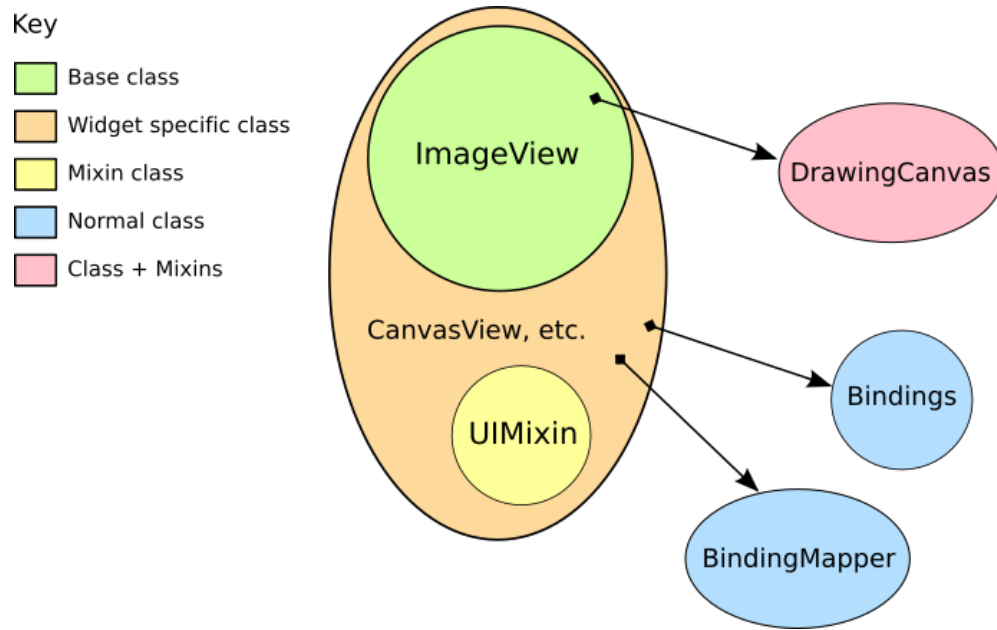 Key
Base class
Widget specific class
Mixin class
Normal class
Class + Mixins
ImageView
DrawingCanvas
CanvasView, etc.
Bindings
UIMixin
BindingMapper